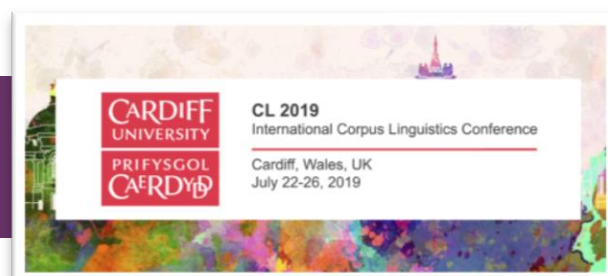 CARDIFF
UNIVERSITY
PRIFYSGOL
CAERDYDD
CL 2019
International Corpus Linguistics Conference
Cardiff, Wales, UK
July 22-26, 2019